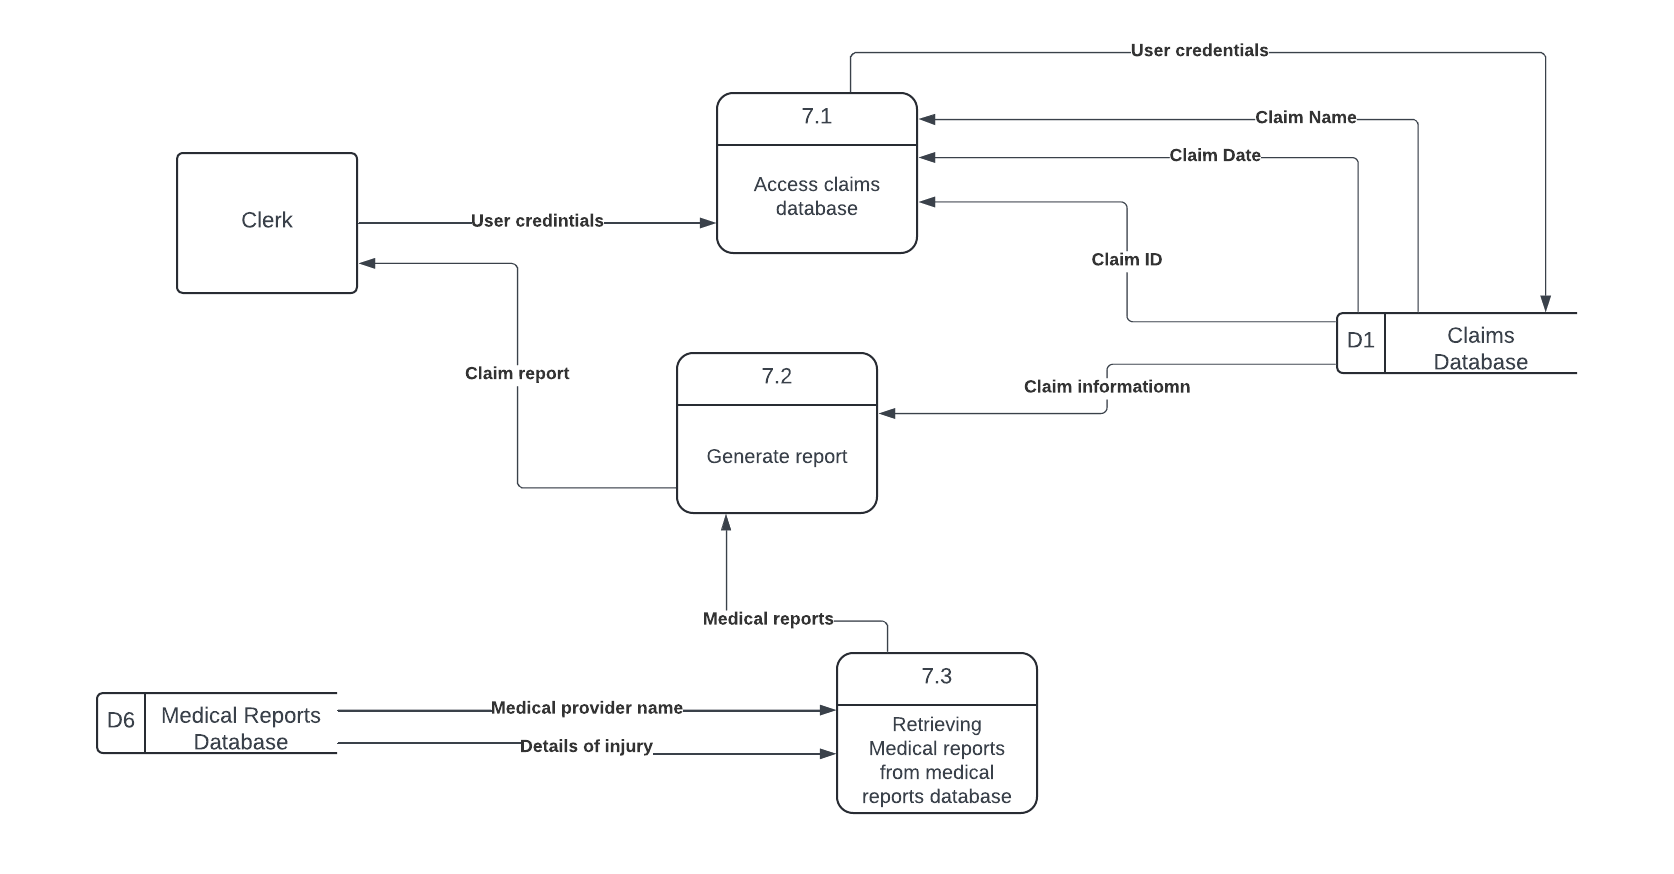 User credentials
7.1
Claim Name
Claim Date
Access claims
database
Clerk
User credintials
Claim ID
D1
Claims
Database
Claim report
7.2
Claim informatiomn
Generate report
Medical reports
7.3
D6
Medical Reports
Database
Medical provider name
Details of injury
Retrieving
Medical reports
from medical
reports database